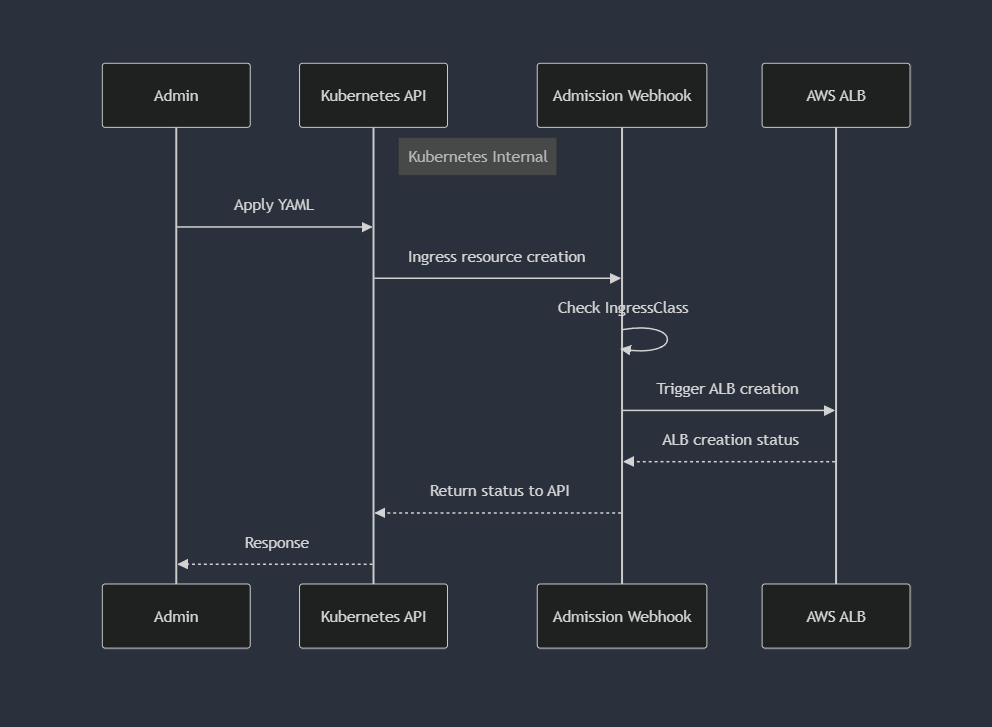 Admin
Kubernetes API
Admission Webhook
AWS ALB
Kubernetes Internal
Apply YAML
Ingress resource creation
Check IngressClass
Trigger ALB creation
ALB creation status
Return status to API
Response
Admin
Kubernetes API
Admission Webhook
AWS ALB